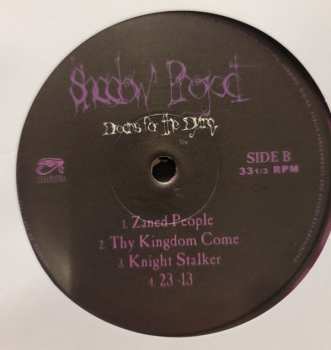 Shadow Project
Dreams for the Dying
SIDE B
33 1/3 RPM
1. Zaned People
2. Thy Kingdom Come
3. Knight Stalker
4. 23 -13